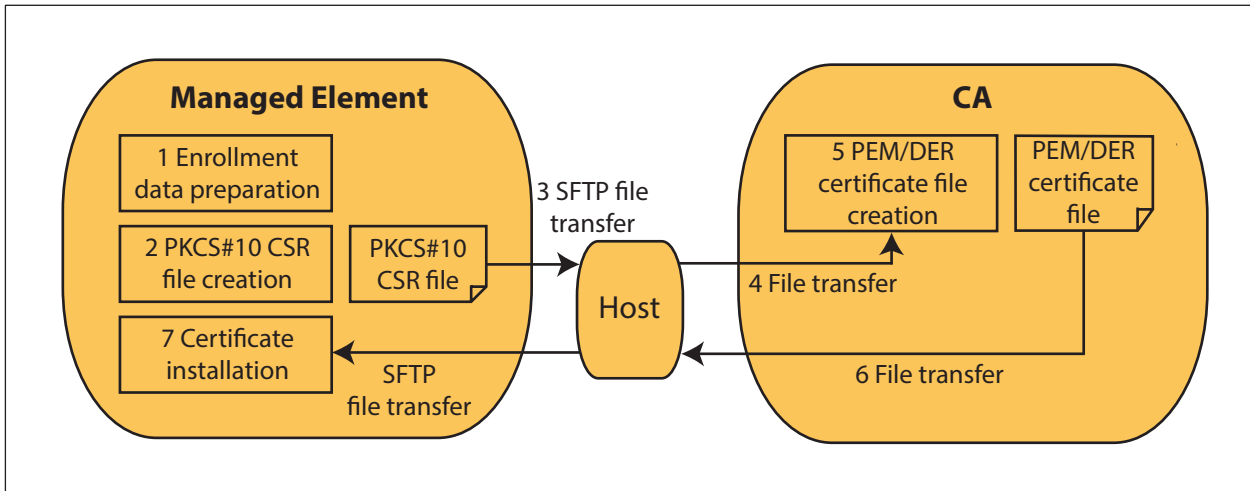 Managed Element
1 Enrollment
data preparation
2 PKCS#10 CSR
file creation
PKCS#10
CSR file
7 Certificate
installation
SFTP
file transfer
3 SFTP file
transfer
Host
CA
5 PEM/DER
certificate file
creation
PEM/DER
certificate
file
4 File transfer
6 File transfer